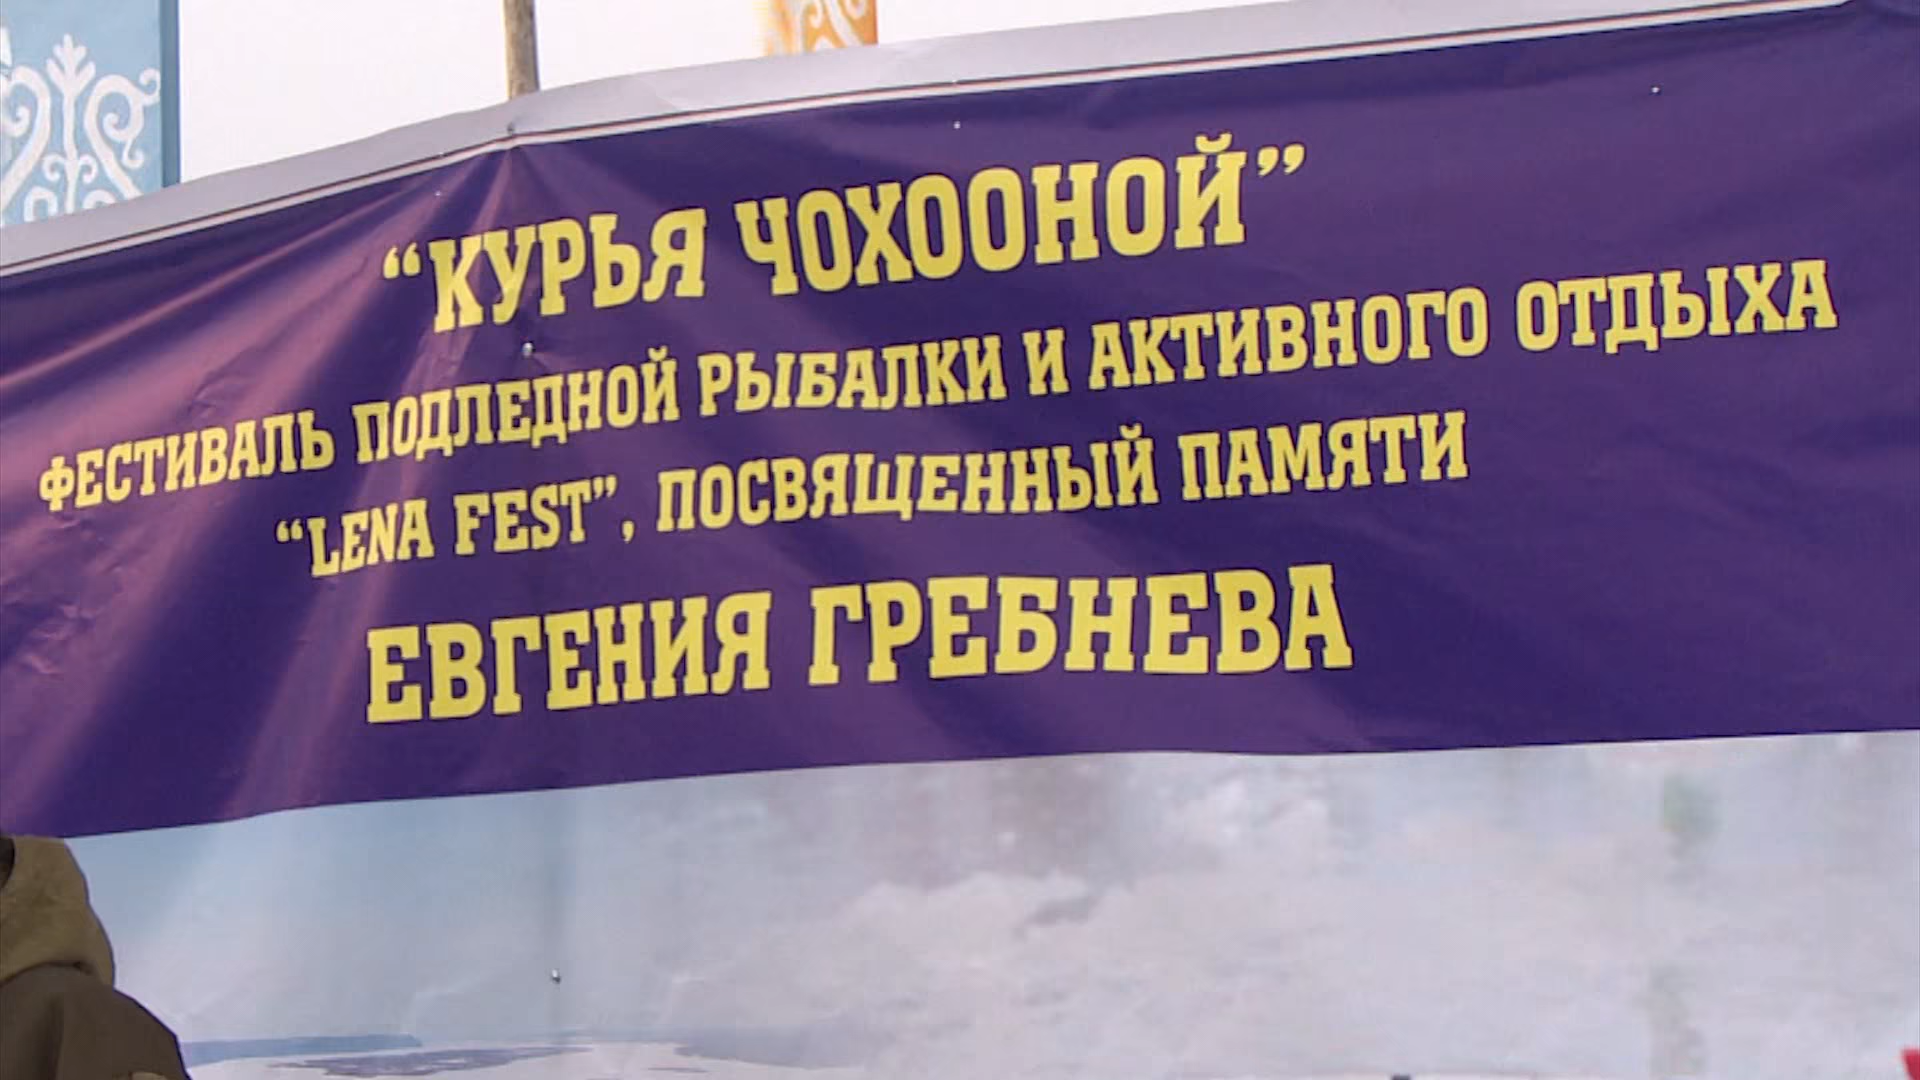 “КУРЬЯ ЧОХООНОЙ”
ФЕСТИВАЛЬ ПОДЛЕДНОЙ РЫБАЛКИ И АКТИВНОГО ОТДЫХА
“LENA FEST”, ПОСВЯЩЕННЫЙ ПАМЯТИ
ЕВГЕНИЯ ГРЕБНЕВА